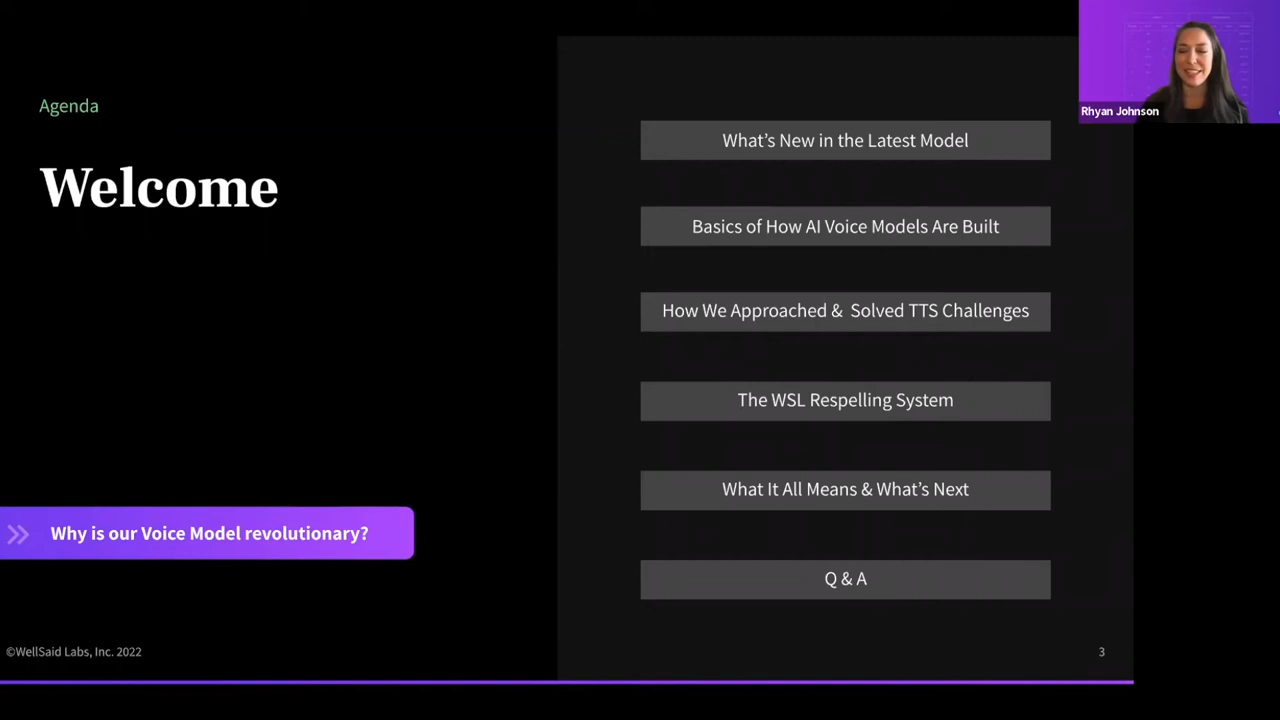 Agenda
Welcome
Why is our Voice Model revolutionary?
©WellSaid Labs, Inc. 2022
What's New in the Latest Model
Basics of How AI Voice Models Are Built
How We Approached & Solved TTS Challenges
The WSL Respelling System
What It All Means & What's Next
Q & A
3
Rhyan Johnson